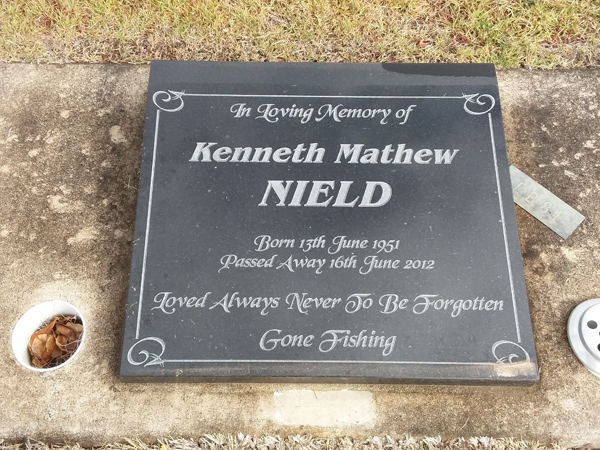 In Loving Memory of
Kenneth Mathew
NIELD
Born 13th June 1951
Passed Away 16th June 2012
Loved Always Never To Be Forgotten
Gone Fishing